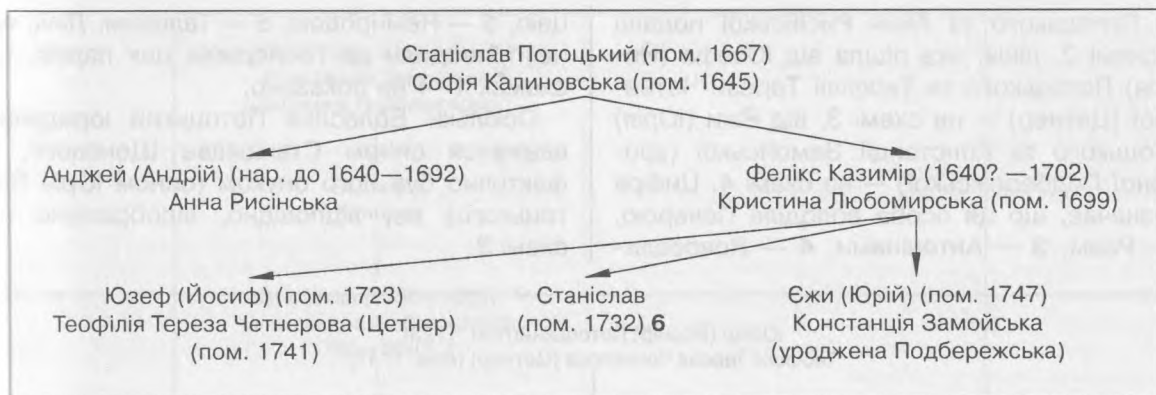 Станіслав Потоцький (пом. 1667)
Софія Калиновська (пом. 1645)
Анджей (Андрій) (нар. до 1640 —1692)
Анна Рисінська
Фелікс Казимір (1640? —1702)
Кристина Любомирська (пом. 1699)
Юзеф (Йосиф) (пом. 1723)
Теофілія Тереза Четнерова (Цетнер)
(пом. 1741)
Станіслав
(пом. 1732) 6
Єжи (Юрій) (пом. 1747)
Констанція Замойська
(уроджена Подбережська)